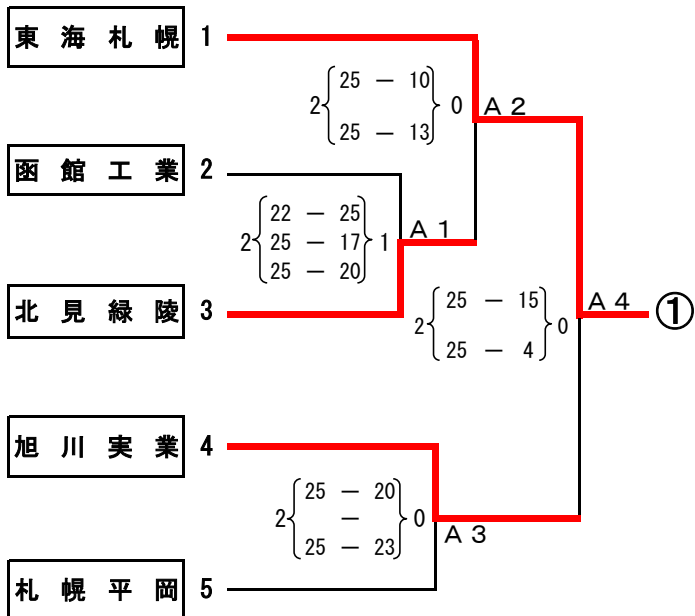 東海札幌 1
25 － 10
2 0 A2
25 － 13
函館工業 2
22 － 25
2 25 － 17 1 A1
25 － 20
北見緑陵 3
25 － 15
2 0 A4 ①
25 － 4
旭川実業 4
25 － 20
2 － 0
25 － 23
A3
札幌平岡 5